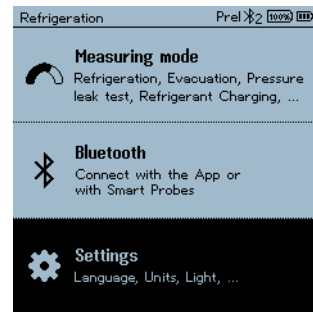 Refrigeration Prel 2 100%
Measuring mode
Refrigeration, Evacuation, Pressure
leak test, Refrigerant Charging, ...
Bluetooth
Connect with the App or
with Smart Probes
Settings
Language, Units, Light, ...